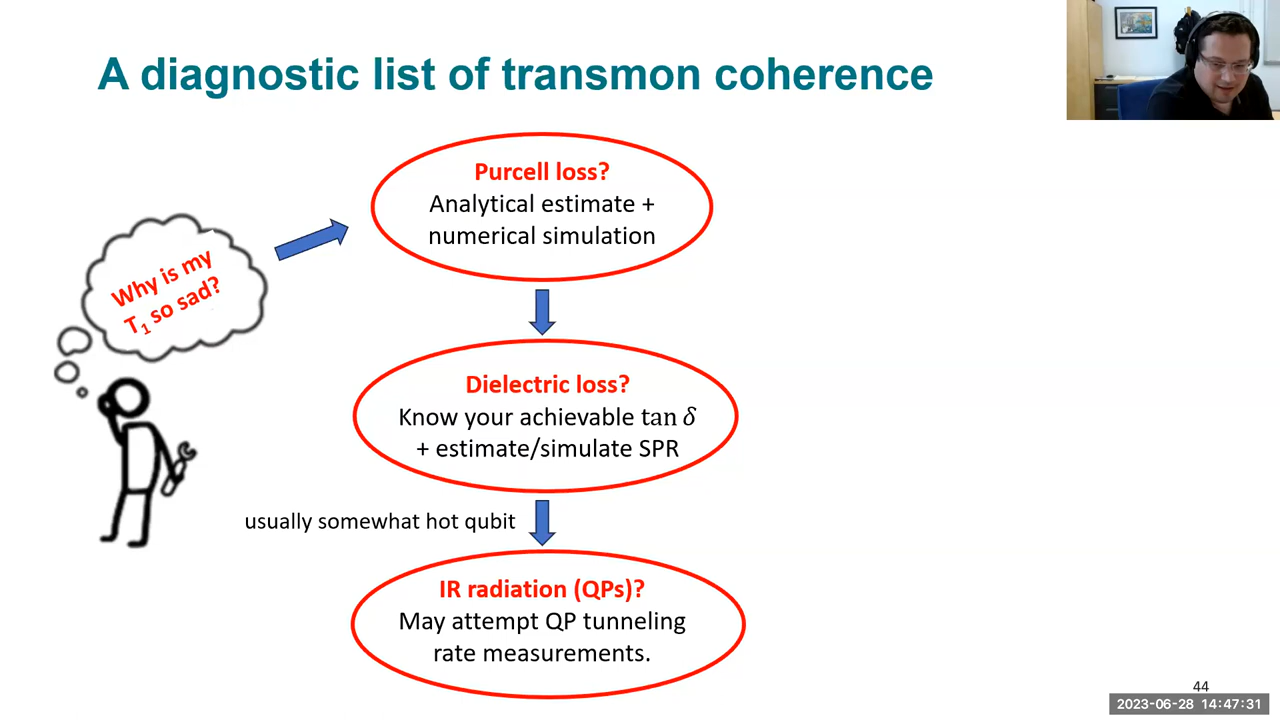 A diagnostic list of transmon coherence
Why is my
T₁ so sad?
Purcell loss?
Analytical estimate +
numerical simulation
Dielectric loss?
Know your achievable tan δ
+ estimate/simulate SPR
usually somewhat hot qubit
IR radiation (QPs)?
May attempt QP tunneling
rate measurements.
44
2023-06-28 14:47:31